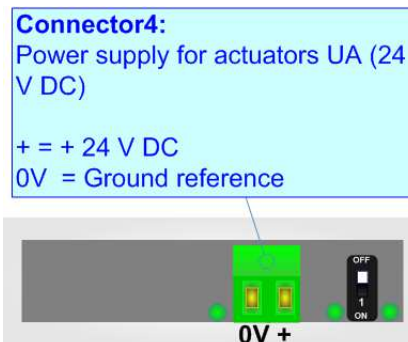 Connector4:
Power supply for actuators UA (24
V DC)
+ = + 24 V DC
0V = Ground reference
OFF
1
ON
0V +